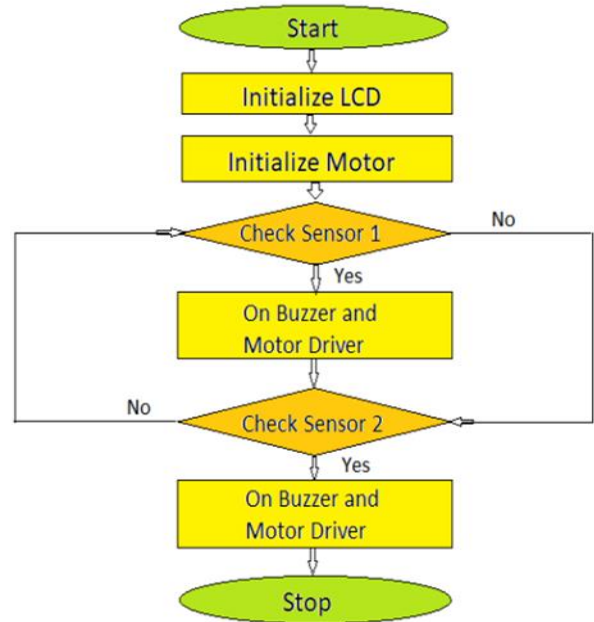 Start
Initialize LCD
Initialize Motor
Check Sensor 1
No
Yes
On Buzzer and
Motor Driver
No
Check Sensor 2
Yes
On Buzzer and
Motor Driver
Stop